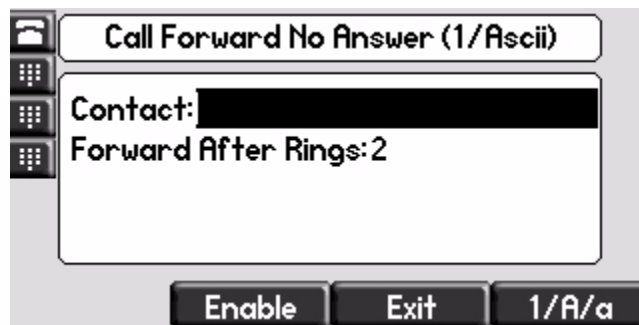 Call Forward No Answer (1/Ascii)
Contact:
Forward After Rings:2
Enable Exit 1/A/a